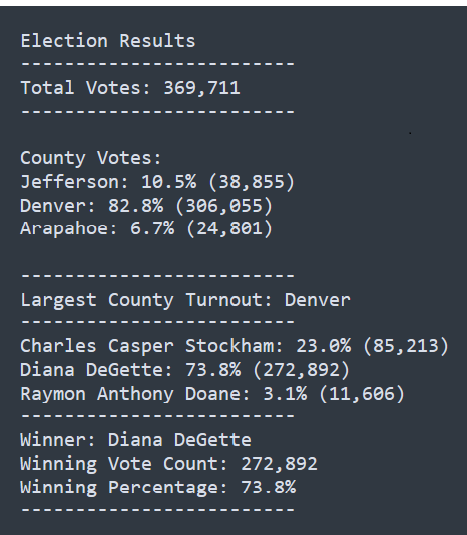 Election Results
-------------------------
Total Votes: 369,711
-------------------------
County Votes:
Jefferson: 10.5% (38,855)
Denver: 82.8% (306,055)
Arapahoe: 6.7% (24,801)
-------------------------
Largest County Turnout: Denver
-------------------------
Charles Casper Stockham: 23.0% (85,213)
Diana DeGette: 73.8% (272,892)
Raymon Anthony Doane: 3.1% (11,606)
-------------------------
Winner: Diana DeGette
Winning Vote Count: 272,892
Winning Percentage: 73.8%
-------------------------